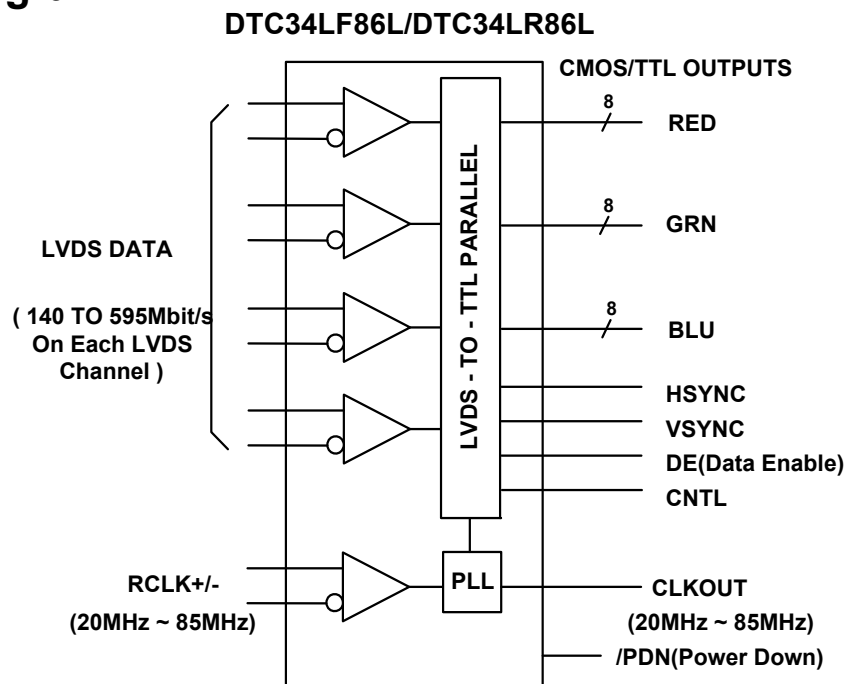 DTC34LF86L/DTC34LR86L
CMOS/TTL OUTPUTS
8
RED
8
GRN
LVDS DATA
( 140 TO 595Mbit/s
On Each LVDS
Channel )
8
BLU
LVDS - TO - TTL PARALLEL
HSYNC
VSYNC
DE(Data Enable)
CNTL
RCLK+/-
(20MHz ~ 85MHz)
PLL
CLKOUT
(20MHz ~ 85MHz)
/PDN(Power Down)